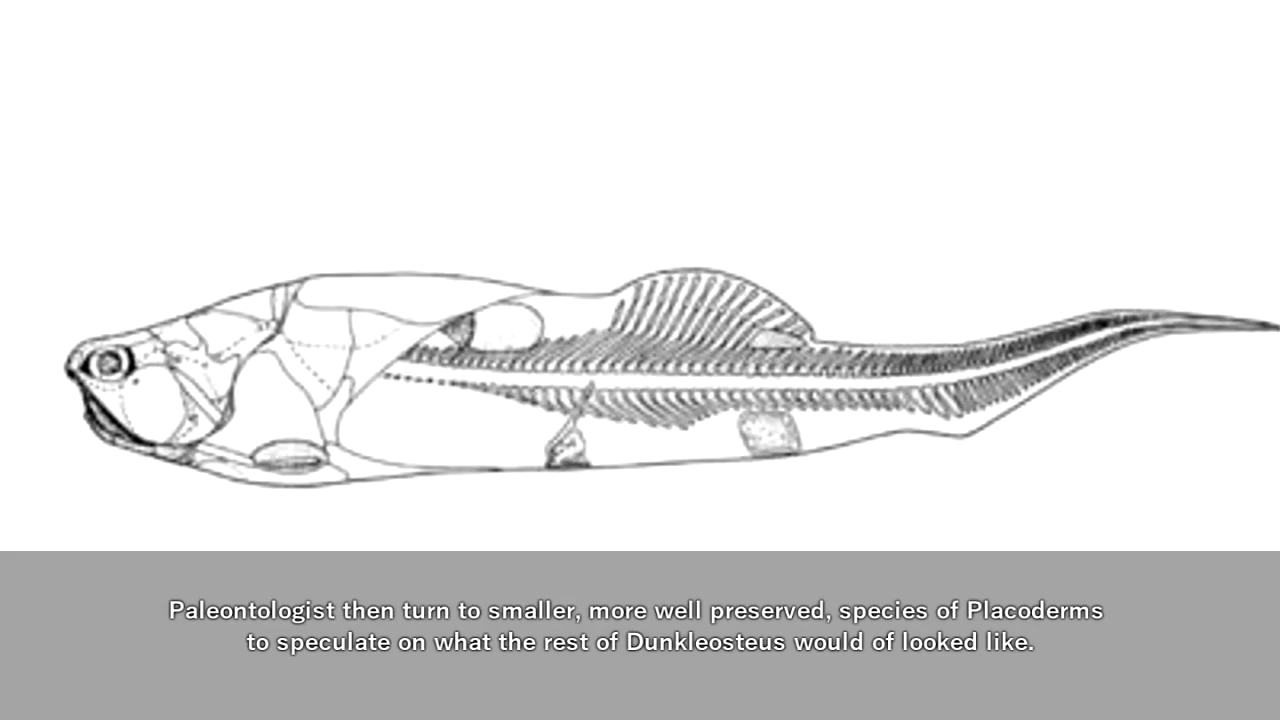 Paleontologist then turn to smaller, more well preserved, species of Placoderms
to speculate on what the rest of Dunkleosteus would of looked like.